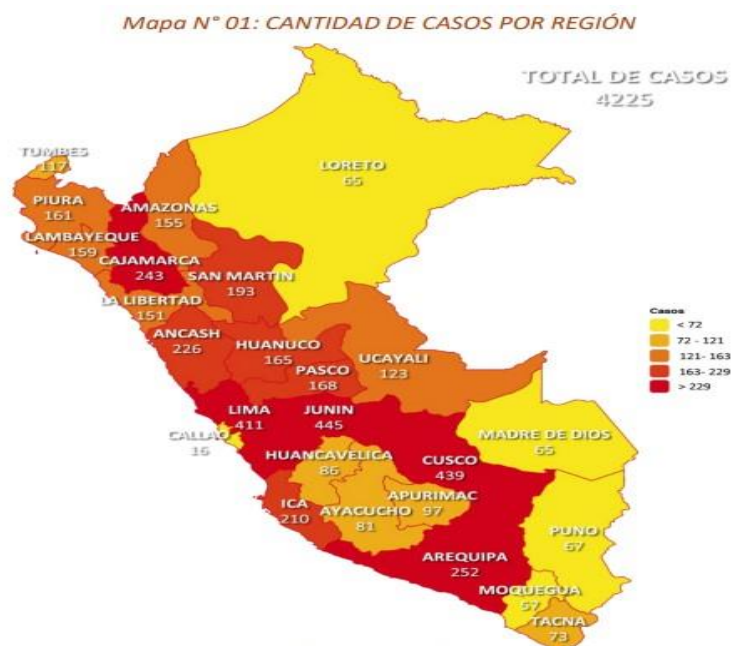 Mapa N° 01: CANTIDAD DE CASOS POR REGIÓN
TOTAL DE CASOS
4225
TUMBES
117
LORETO
65
PIURA
161
AMAZONAS
155
LAMBAYEQUE
159
CAJAMARCA
243
SAN MARTIN
193
LA LIBERTAD
151
ANCASH
226
HUANUCO
165
UCAYALI
123
PASCO
168
LIMA
411
JUNIN
445
CALLAO
16
MADRE DE DIOS
65
HUANCAVELICA
86
CUSCO
439
APURIMAC
97
ICA
210
AYACUCHO
81
PUNO
67
AREQUIPA
252
MOQUEGUA
57
TACNA
73
Casos
< 72
72 - 121
121- 163
163- 229
> 229